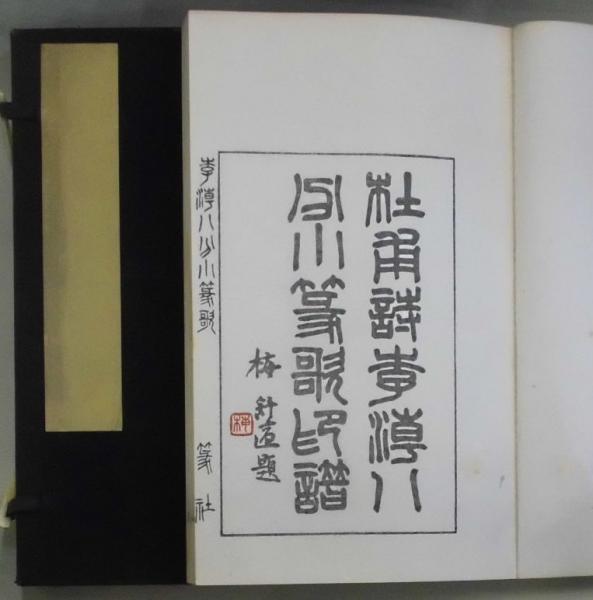 杜甫詩李潮八
分小篆歌印譜
梅舒適題
李潮八分小篆歌
篆社